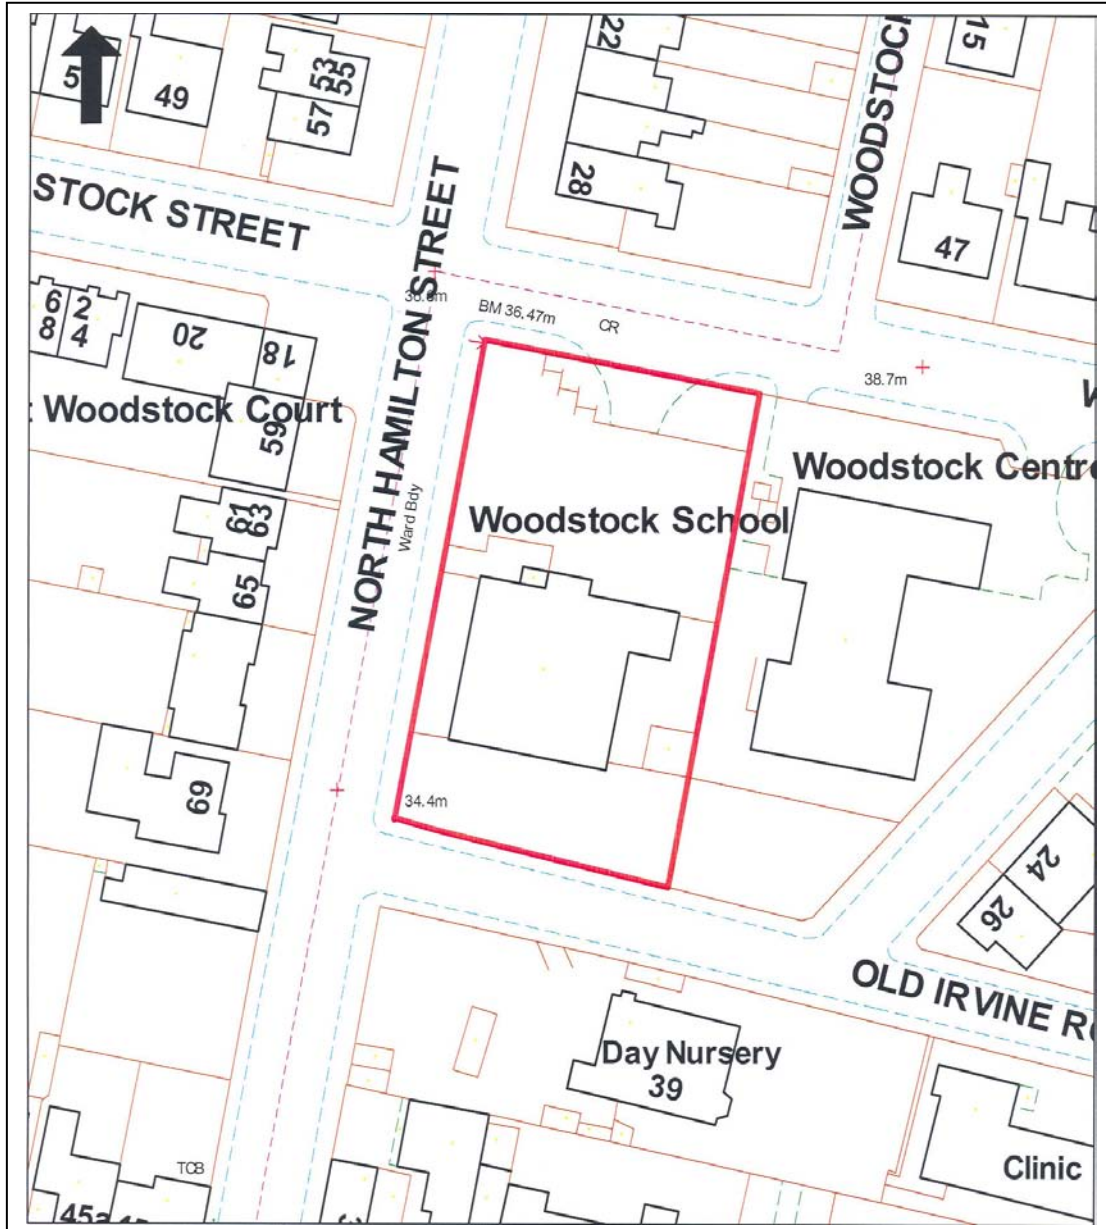 5
49
53
55
57
22
28
WOODSTOCK
15
47
STOCK STREET
NORTH HAMILTON STREET
BM 36.47m
CR
38.7m
6
8
2
4
20
18
Woodstock Court
59
Ward Bdy
Woodstock School
Woodstock Centre
61
63
65
69
34.4m
24
26
OLD IRVINE R
Day Nursery
39
Clinic
TCB
45a